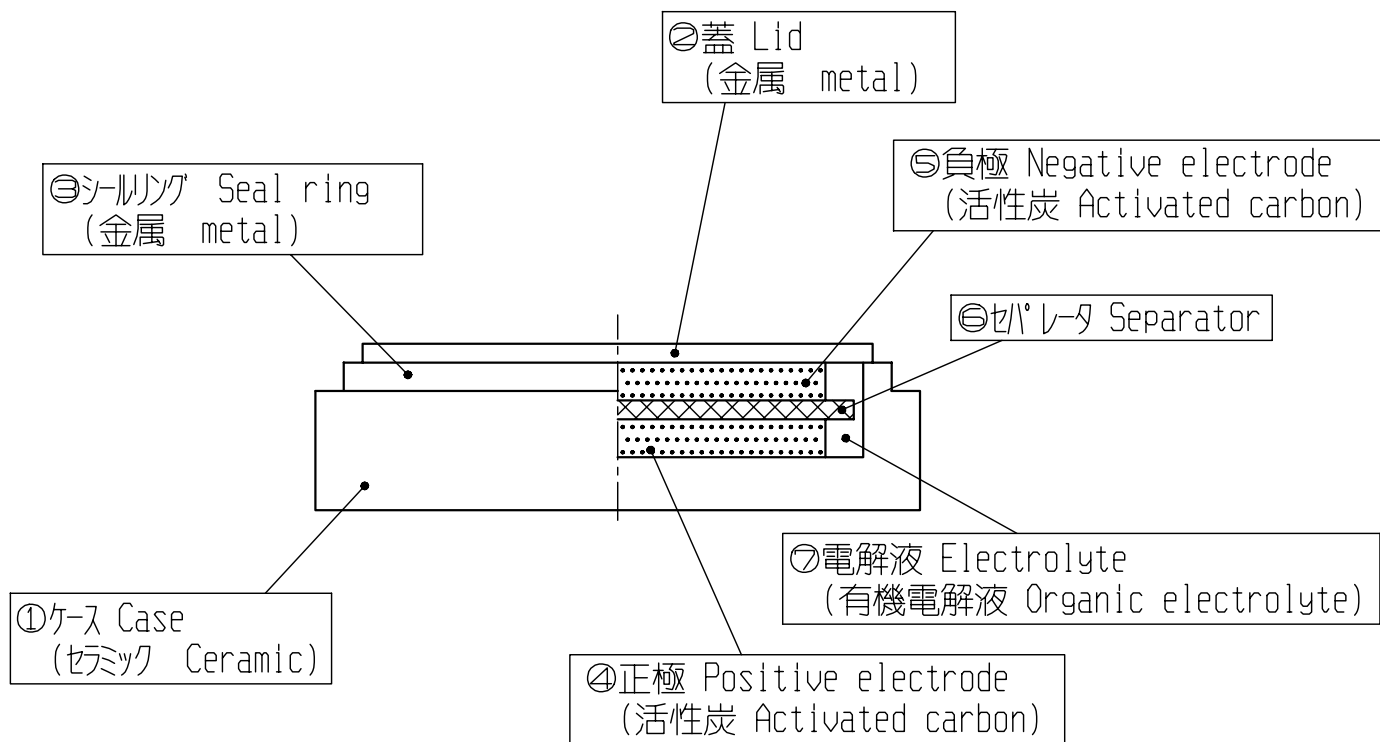 ②蓋 Lid
(金属 metal)
③シールリング Seal ring
(金属 metal)
⑤負極 Negative electrode
(活性炭 Activated carbon)
⑥セパレータ Separator
⑦電解液 Electrolyte
(有機電解液 Organic electrolyte)
①ケース Case
(セラミック Ceramic)
④正極 Positive electrode
(活性炭 Activated carbon)